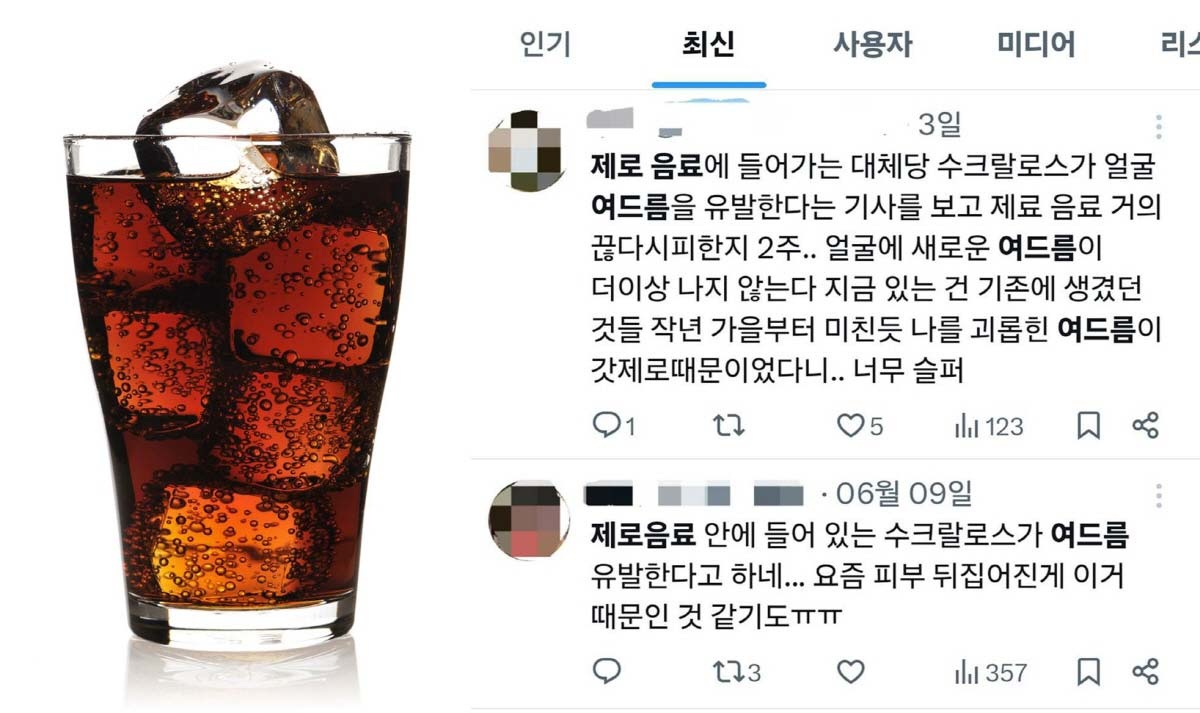 인기 최신 사용자 미디어 리스
3일
제로 음료에 들어가는 대체당 수크랄로스가 얼굴
여드름을 유발한다는 기사를 보고 제료 음료 거의
끊다시피한지 2주.. 얼굴에 새로운 여드름이
더이상 나지 않는다 지금 있는 건 기존에 생겼던
것들 작년 가을부터 미친듯 나를 괴롭힌 여드름이
갓제로때문이었다니.. 너무 슬퍼
1 5 123
· 06월 09일
제로음료 안에 들어 있는 수크랄로스가 여드름
유발한다고 하네... 요즘 피부 뒤집어진게 이거
때문인 것 같기도ㅠㅠ
3 357